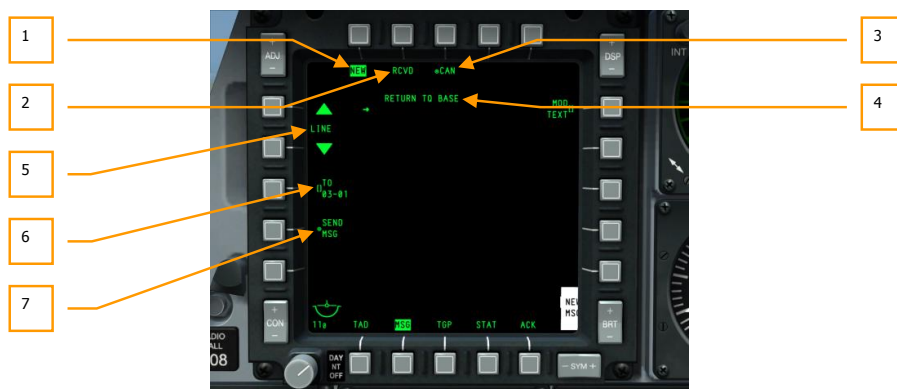 1
2
3
4
5
6
7
+ ADJ -
+ DSP -
INT
NEW RCVD CAN
RETURN TO BASE
MOD
TEXT
LINE
TO
03-01
SEND
MSG
NEW
MSG
TAD MSG TGP STAT ACK
+ CON -
+ BRT -
DIO
ALL
08
DAY
NT
OFF
- SYM +